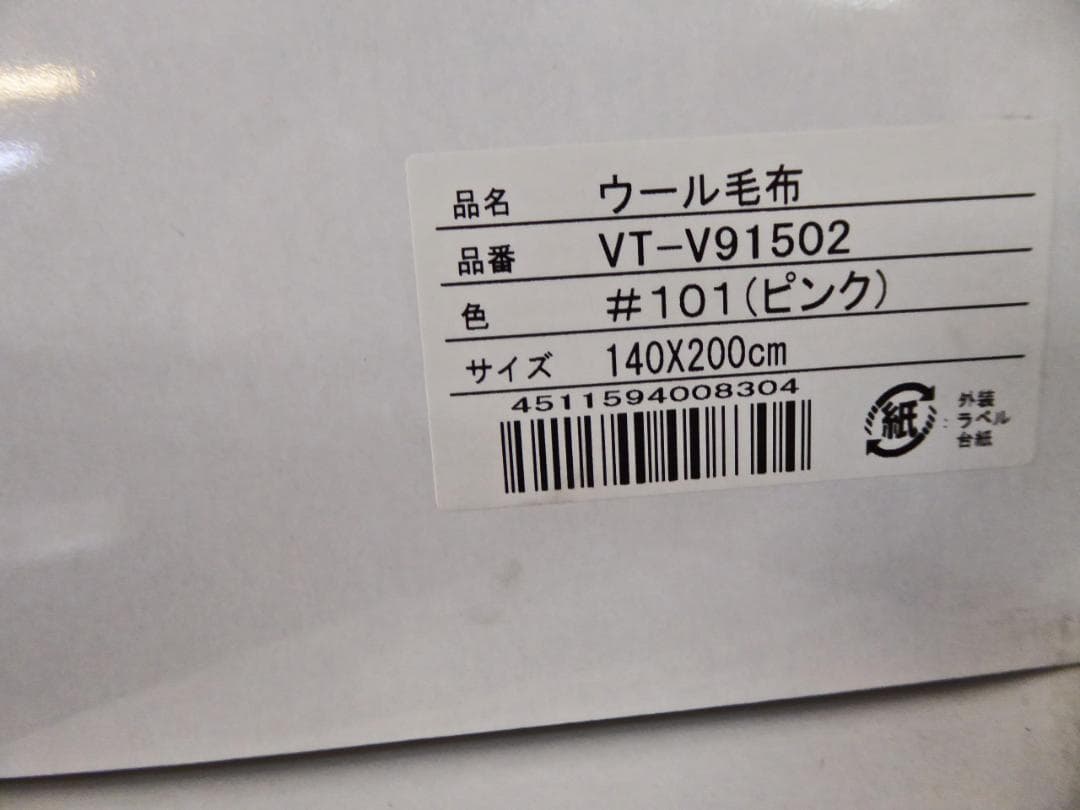 品名 ウール毛布
品番 VT-V91502
色 #101(ピンク)
サイズ 140X200cm
4511594008304
紙 : 外装
ラベル
台紙